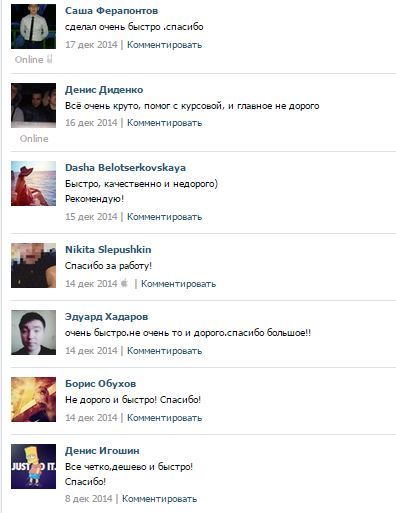 Саша Ферапонтов
сделал очень быстро .спасибо
17 дек 2014 | Комментировать
Online
Денис Диденко
Всё очень круто, помог с курсовой, и главное не дорого
16 дек 2014 | Комментировать
Online
Dasha Belotserkovskaya
Быстро, качественно и недорого)
Рекомендую!
15 дек 2014 | Комментировать
Nikita Slepushkin
Спасибо за работу!
14 дек 2014 | Комментировать
Эдуард Хадаров
очень быстро.не очень то и дорого.спасибо большое!!
14 дек 2014 | Комментировать
Борис Обухов
Не дорого и быстро! Спасибо!
14 дек 2014 | Комментировать
Денис Игошин
Все четко,дешево и быстро!
Спасибо!
8 дек 2014 | Комментировать